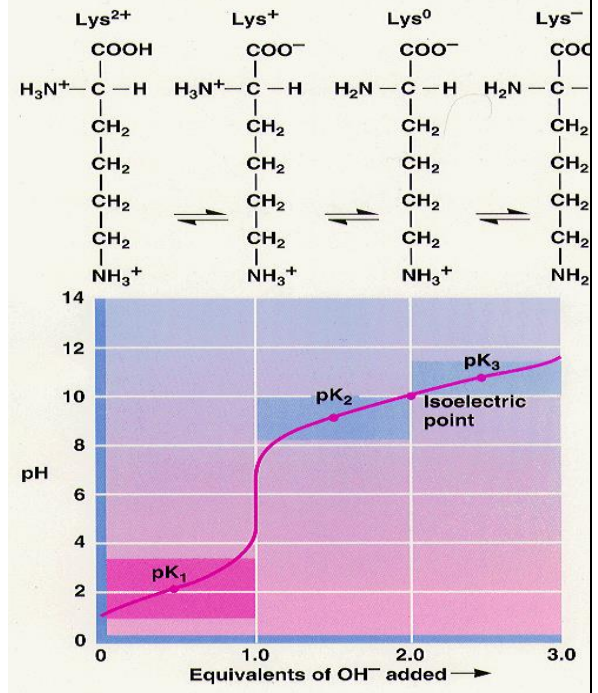 Lys²⁺ Lys⁺ Lys⁰ Lys⁻
COOH COO⁻ COO⁻ COO
H₃N⁺—C—H H₃N⁺—C—H H₂N—C—H H₂N—C—
CH₂ CH₂ CH₂ CH₂
CH₂ CH₂ CH₂ CH₂
CH₂ CH₂ CH₂ CH₂
CH₂ CH₂ CH₂ CH₂
NH₃⁺ NH₃⁺ NH₃⁺ NH₂
14
12
pK₃
10
pK₂
Isoelectric
point
8
pH
6
4
pK₁
2
0
0 1.0 2.0 3.0
Equivalents of OH⁻ added